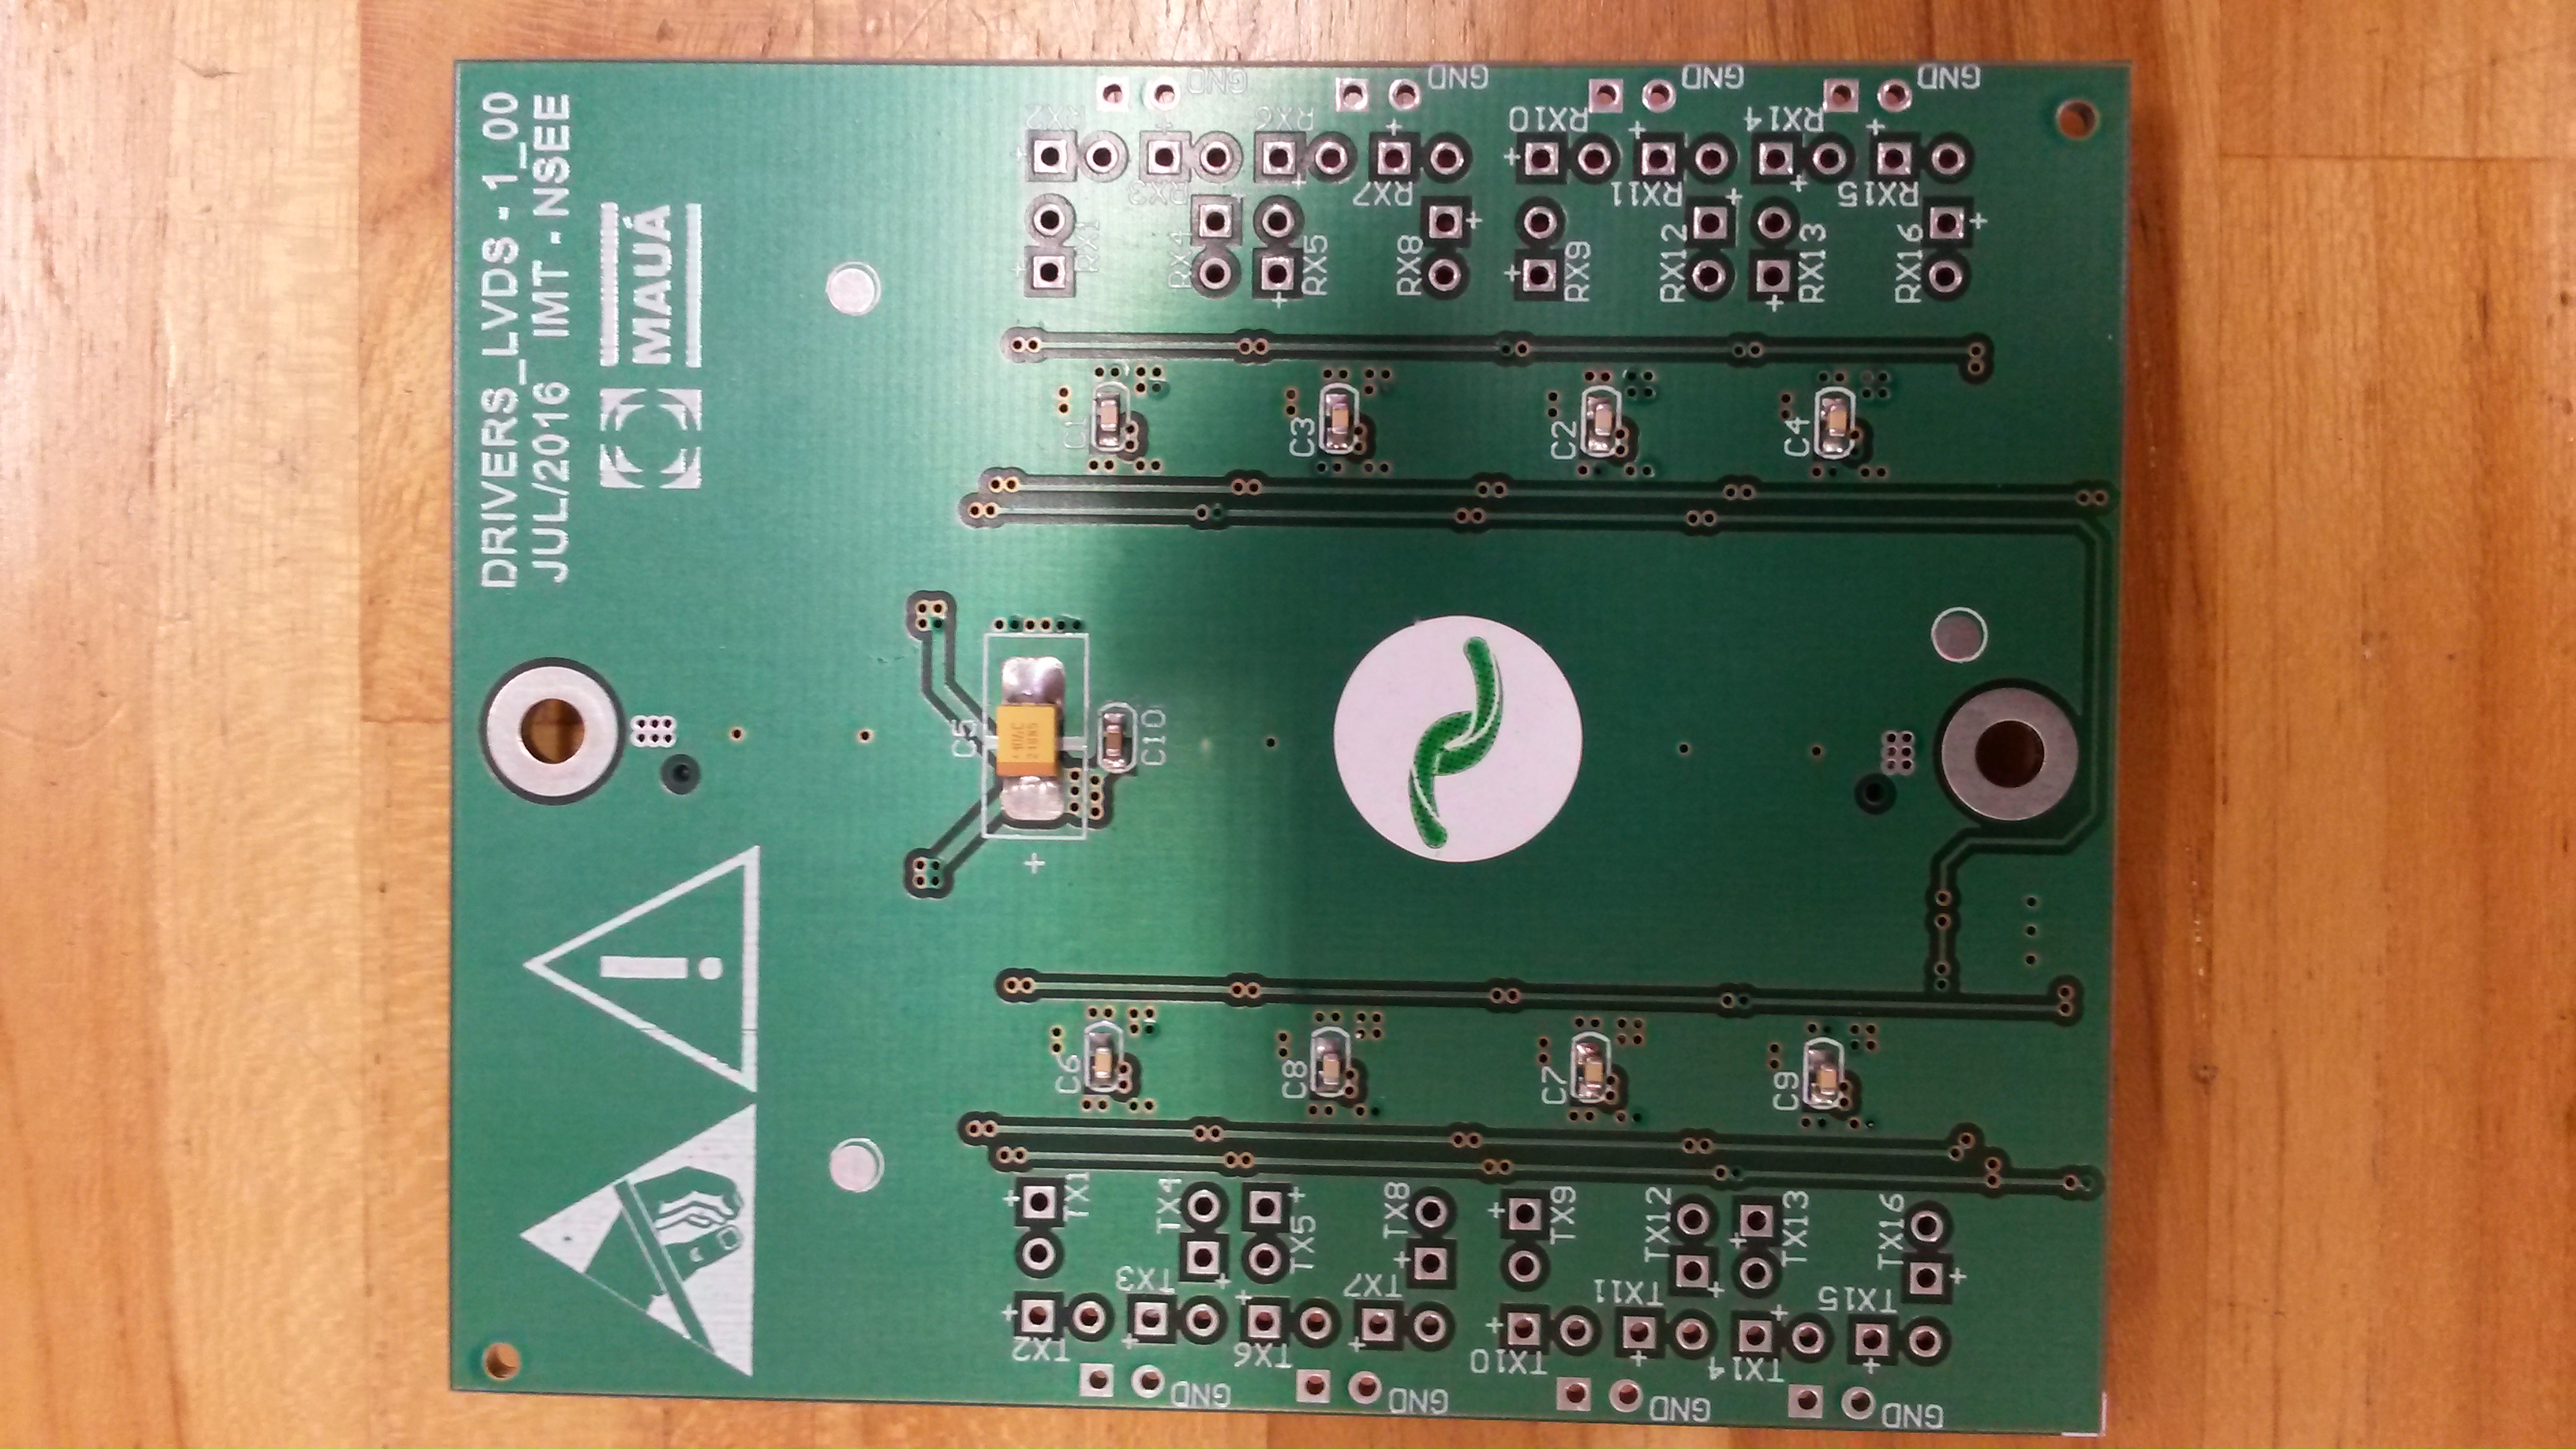 DRIVERS_LVDS - 1_00
JUL/2016 IMT - NSEE
MAUÁ
!
C5
+
106C
C10
TX2 +
+ TX1
+ TX3
TX4 +
GND
TX6 +
TX5 +
+ TX7
TX8 +
GND
TX10 +
+ TX9
+ TX11
TX12 +
GND
TX14 +
+ TX13
+ TX15
TX16 +
GND
C6
C8
C7
C9
C1
C3
C2
C4
+ RX1
+ RX2
RX3
RX4
GND
+ RX5
RX6
RX7 +
RX8 +
GND
+ RX9
+ RX10
RX11 +
RX12 +
GND
+ RX13
+ RX14
RX15 +
RX16 +
GND